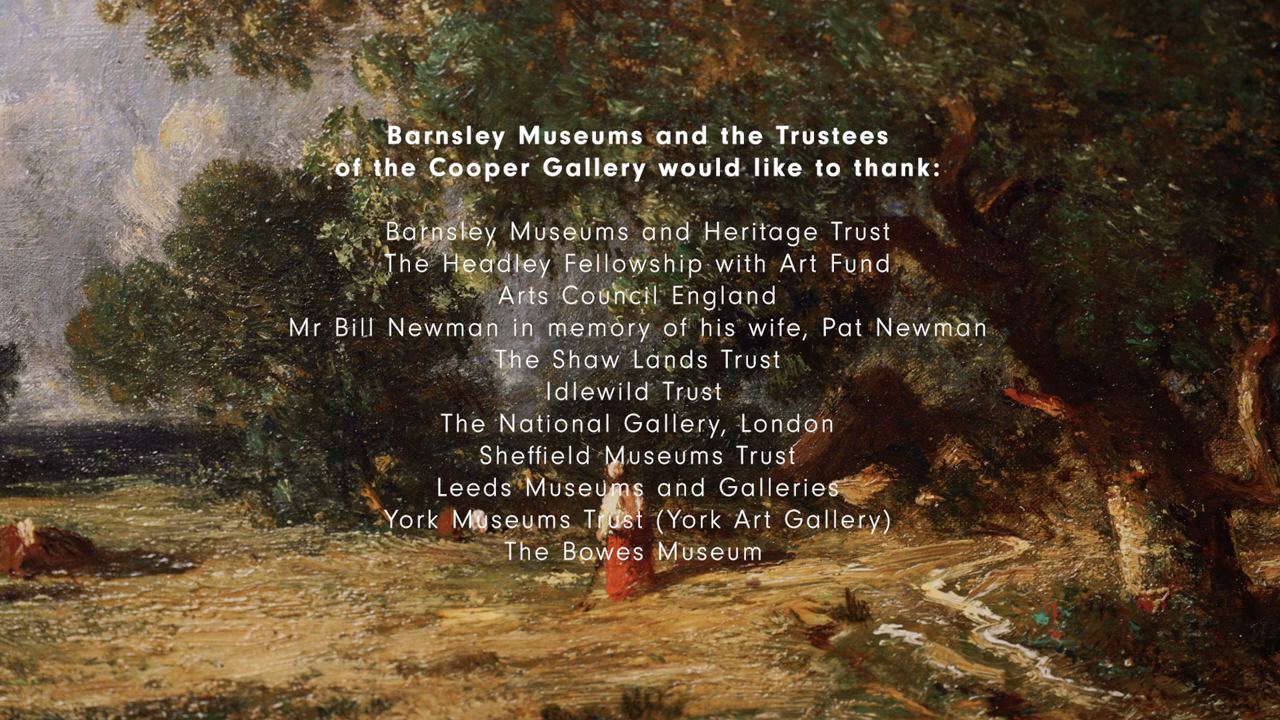 Barnsley Museums and the Trustees
of the Cooper Gallery would like to thank:
Barnsley Museums and Heritage Trust
The Headley Fellowship with Art Fund
Arts Council England
Mr Bill Newman in memory of his wife, Pat Newman
The Shaw Lands Trust
Idlewild Trust
The National Gallery, London
Sheffield Museums Trust
Leeds Museums and Galleries
York Museums Trust (York Art Gallery)
The Bowes Museum